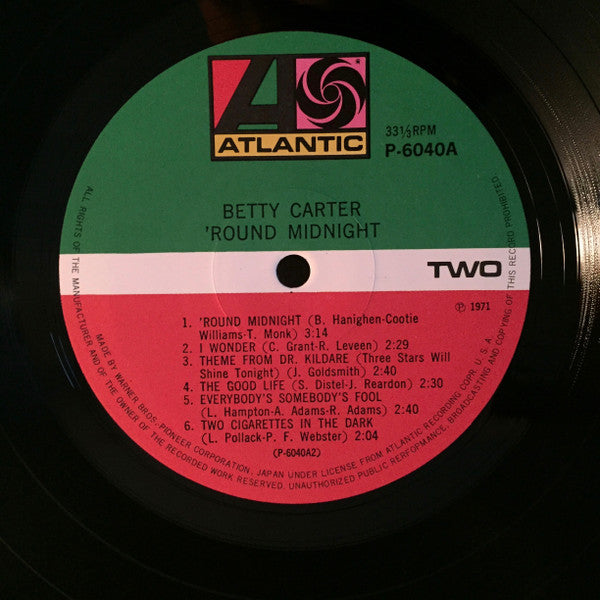 ATLANTIC
33⅓RPM
P-6040A
BETTY CARTER
'ROUND MIDNIGHT
TWO
℗ 1971
1. 'ROUND MIDNIGHT (B. Hanighen-Cootie
Williams-T. Monk) 3:14
2. I WONDER (C. Grant-R. Leveen) 2:29
3. THEME FROM DR. KILDARE (Three Stars Will
Shine Tonight) (J. Goldsmith) 2:40
4. THE GOOD LIFE (S. Distel-J. Reardon) 2:30
5. EVERYBODY'S SOMEBODY'S FOOL
(L. Hampton-A. Adams-R. Adams) 2:40
6. TWO CIGARETTES IN THE DARK
(L. Pollack-P. F. Webster) 2:04
(P-6040A2)
ALL RIGHTS OF THE MANUFACTURER AND OF THE OWNER OF THE RECORDED WORK RESERVED. UNAUTHORIZED PUBLIC PERFORMANCE, BROADCASTING AND COPYING OF THIS RECORD PROHIBITED.
MADE BY WARNER BROS.-PIONEER CORPORATION, JAPAN UNDER LICENSE FROM ATLANTIC RECORDING COPR. U.S.A.